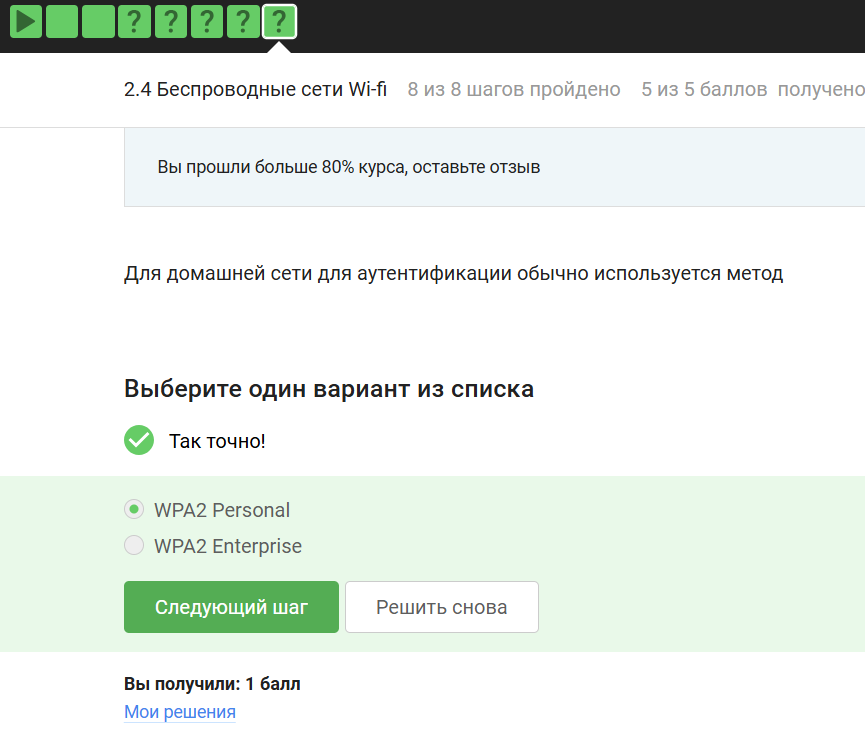 ? ? ? ? ?
2.4 Беспроводные сети Wi-fi 8 из 8 шагов пройдено 5 из 5 баллов получено
Вы прошли больше 80% курса, оставьте отзыв
Для домашней сети для аутентификации обычно используется метод
Выберите один вариант из списка
Так точно!
WPA2 Personal
WPA2 Enterprise
Следующий шаг Решить снова
Вы получили: 1 балл
Мои решения